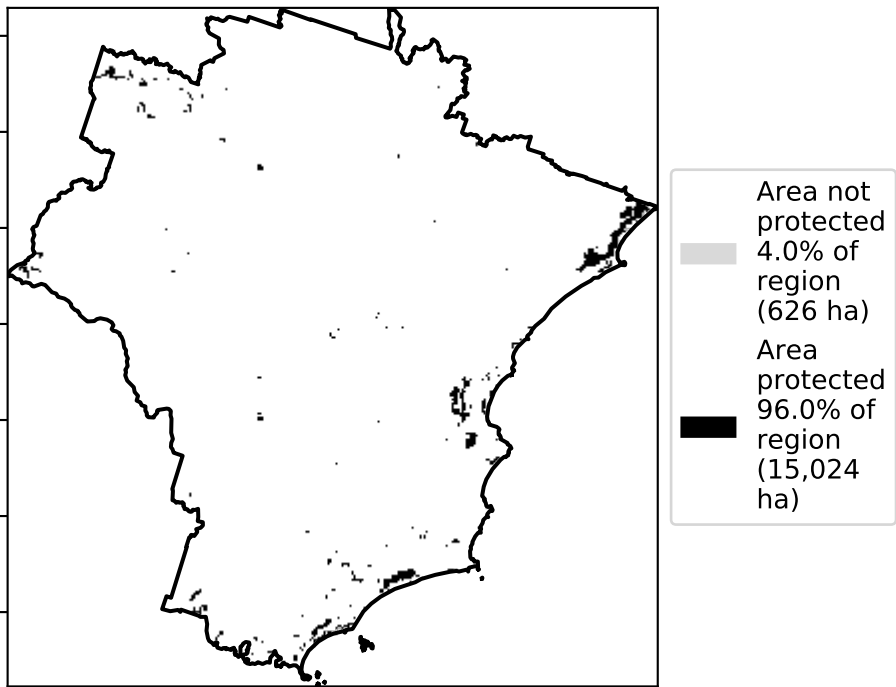 Area not
protected
4.0% of
region
(626 ha)
Area
protected
96.0% of
region
(15,024
ha)